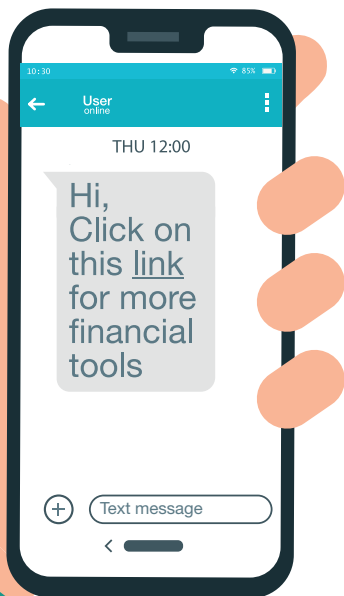 10:30 85%
User
online
THU 12:00
Hi,
Click on
this link
for more
financial
tools
Text message